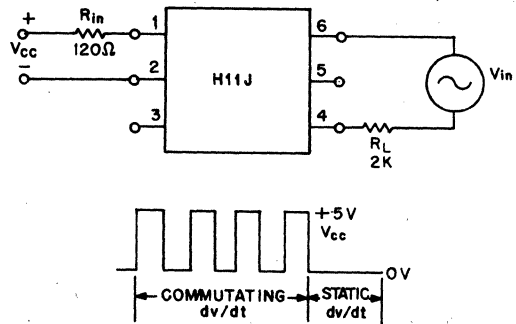 +
Rin
Vcc
120Ω
−
1
2
3
H11J
6
5
4
Vin
RL
2K
+5V
Vcc
0V
COMMUTATING
dv/dt
STATIC
dv/dt